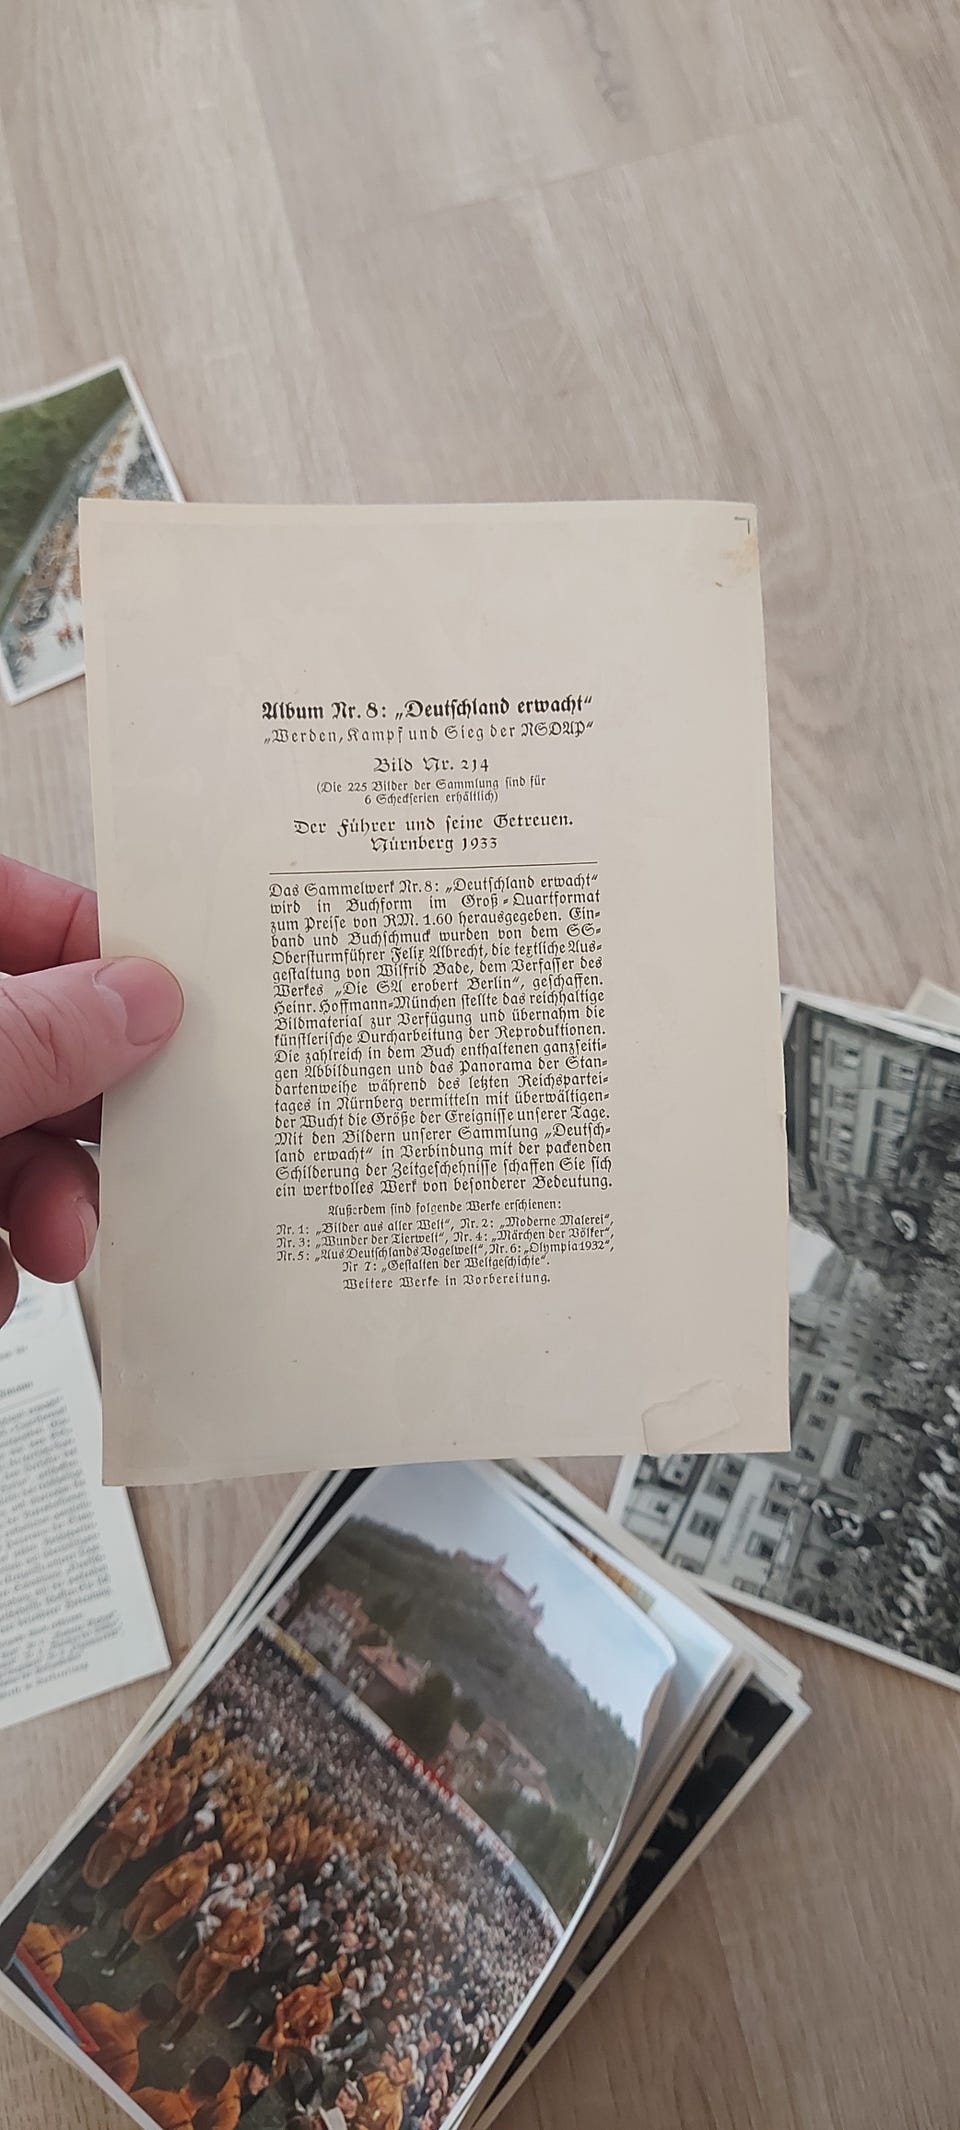 Album Nr. 8: „Deutschland erwacht“
„Werden, Kampf und Sieg der NSDAP“
Bild Nr. 214
(Die 225 Bilder der Sammlung sind für
6 Scheckserien erhältlich)
Der Führer und seine Getreuen.
Nürnberg 1933
Das Sammelwerk Nr. 8: „Deutschland erwacht“
wird in Buchform im Groß-Quartformat
zum Preise von RM. 1.60 herausgegeben. Ein-
band und Buchschmuck wurden von dem SS-
Obersturmführer Felix Albrecht, die textliche Aus-
gestaltung von Wilfrid Bade, dem Verfasser des
Werkes „Die SA erobert Berlin“, geschaffen.
Heinr. Hoffmann-München stellte das reichhaltige
Bildmaterial zur Verfügung und übernahm die
künstlerische Durcharbeitung der Reproduktionen.
Die zahlreich in dem Buch enthaltenen ganzseiti-
gen Abbildungen und das Panorama der Stan-
dartenweihe während des letzten Reichspartei-
tages in Nürnberg vermitteln mit überwältigen-
der Wucht die Größe der Ereignisse unserer Tage.
Mit den Bildern unserer Sammlung „Deutsch-
land erwacht“ in Verbindung mit der packenden
Schilderung der Zeitgeschehnisse schaffen Sie sich
ein wertvolles Werk von besonderer Bedeutung.
Außerdem sind folgende Werke erschienen:
Nr. 1: „Bilder aus aller Welt“, Nr. 2: „Moderne Malerei“,
Nr. 3: „Wunder der Tierwelt“, Nr. 4: „Märchen der Völker“,
Nr. 5: „Aus Deutschlands Vogelwelt“, Nr. 6: „Olympia 1932“,
Nr 7: „Gestalten der Weltgeschichte“.
Weitere Werke in Vorbereitung.